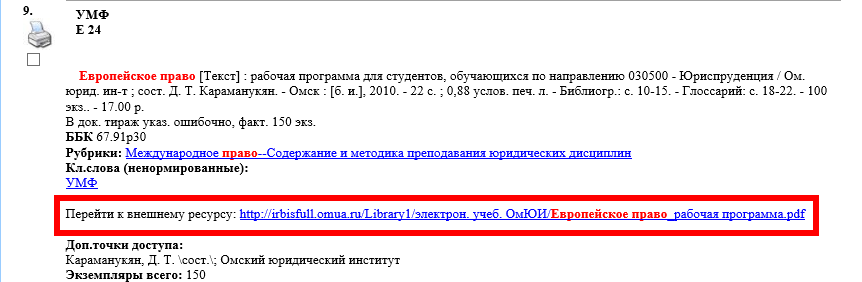 9.
УМФ
Е 24
Европейское право [Текст] : рабочая программа для студентов, обучающихся по направлению 030500 - Юриспруденция / Ом.
юрид. ин-т ; сост. Д. Т. Караманукян. - Омск : [б. и.], 2010. - 22 с. ; 0,88 услов. печ. л. - Библиогр.: с. 10-15. - Глоссарий: с. 18-22. - 100
экз.. - 17.00 р.
В док. тираж указ. ошибочно, факт. 150 экз.
ББК 67.91р30
Рубрики: Международное право--Содержание и методика преподавания юридических дисциплин
Кл.слова (ненормированные):
УМФ
Перейти к внешнему ресурсу: http://irbisfull.omua.ru/Library1/электрон. учеб. ОмЮИ/Европейское право_рабочая программа.pdf
Доп.точки доступа:
Караманукян, Д. Т. \сост.\; Омский юридический институт
Экземпляры всего: 150